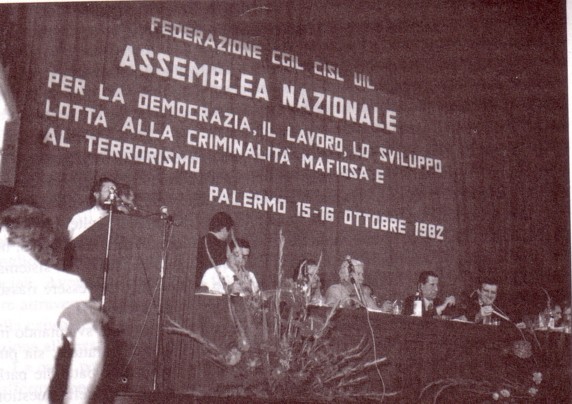 FEDERAZIONE CGIL CISL UIL
ASSEMBLEA NAZIONALE
PER LA DEMOCRAZIA, IL LAVORO, LO SVILUPPO
LOTTA ALLA CRIMINALITÀ MAFIOSA E
AL TERRORISMO
PALERMO 15-16 OTTOBRE 1982